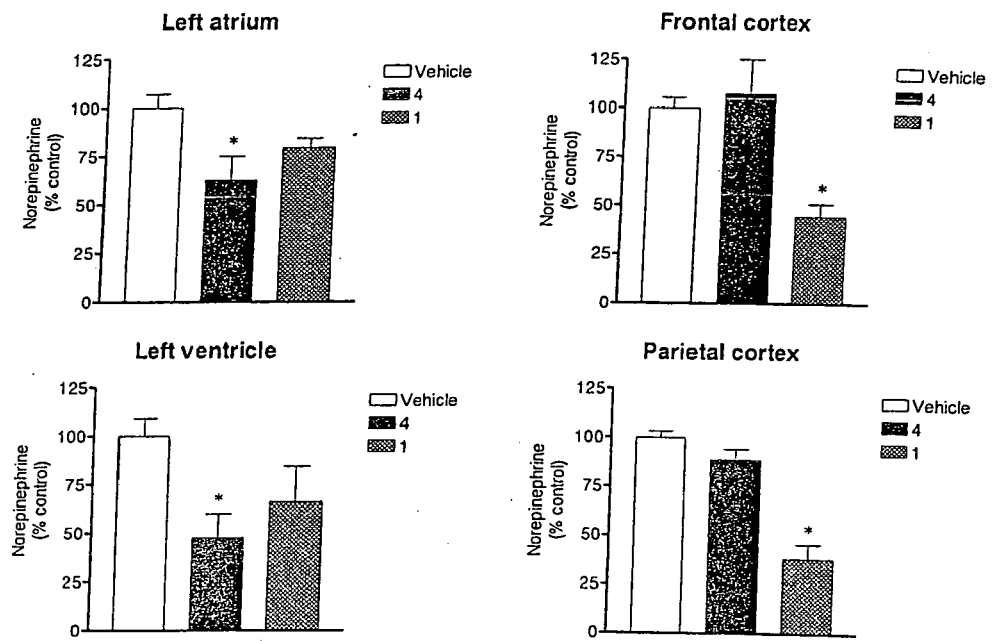 Left atrium
Norepinephrine
(% control)
125
100
75
50
25
0
*
Vehicle
4
1
Frontal cortex
Norepinephrine
(% control)
125
100
75
50
25
0
*
Vehicle
4
1
Left ventricle
Norepinephrine
(% control)
125
100
75
50
25
0
*
Vehicle
4
1
Parietal cortex
Norepinephrine
(% control)
125
100
75
50
25
0
*
Vehicle
4
1